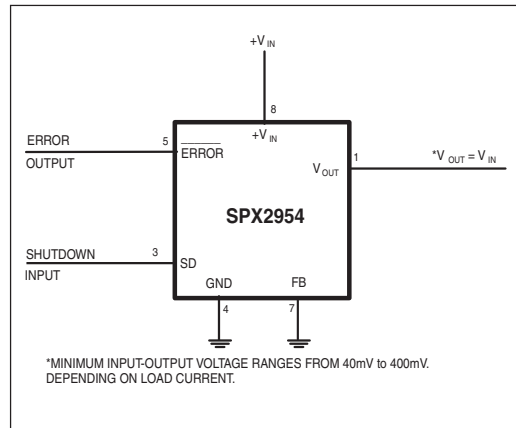 +V IN
8
+V IN
ERROR
OUTPUT
5
ERROR
1
V OUT
*V OUT = V IN
SPX2954
SHUTDOWN
INPUT
3
SD
GND
FB
4
7
*MINIMUM INPUT-OUTPUT VOLTAGE RANGES FROM 40mV to 400mV.
DEPENDING ON LOAD CURRENT.